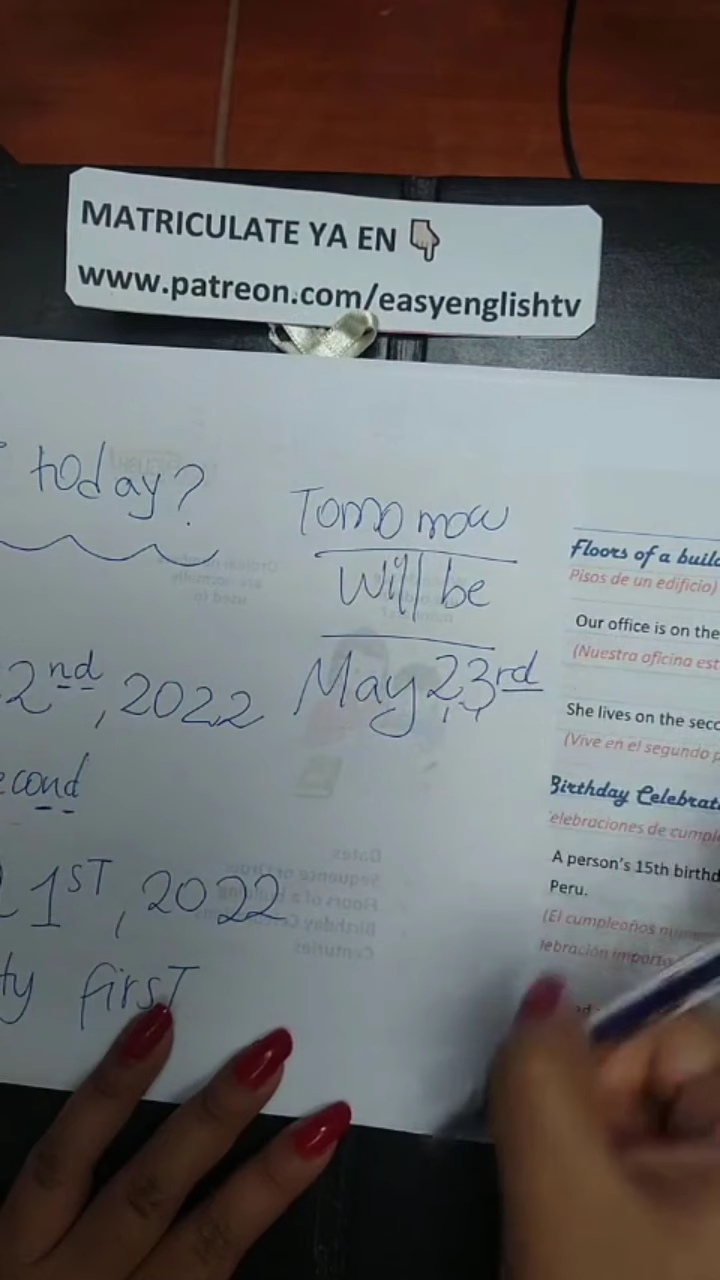 MATRICULATE YA EN
www.patreon.com/easyenglishtv
today?
2nd, 2022
econd
1ST, 2022
ty first
Tomorrow
Will be
May 23rd
Floors of a build
Pisos de un edificio)
Our office is on the
(Nuestra oficina est
She lives on the seco
(Vive en el segundo p
Birthday Celebrat
elebraciones de cumpl
A person's 15th birthd
Peru.
(El cumpleaños
lebración importa